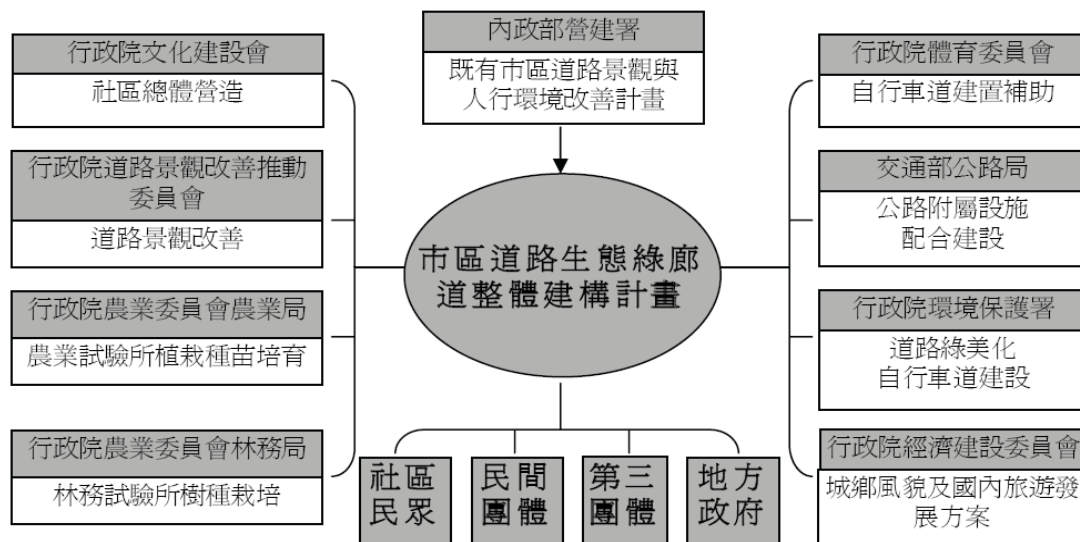 內政部營建署
既有市區道路景觀與
人行環境改善計畫
行政院文化建設會
社區總體營造
行政院道路景觀改善推動
委員會
道路景觀改善
行政院農業委員會農業局
農業試驗所植栽種苗培育
行政院農業委員會林務局
林務試驗所樹種栽培
市區道路生態綠廊
道整體建構計畫
行政院體育委員會
自行車道建置補助
交通部公路局
公路附屬設施
配合建設
行政院環境保護署
道路綠美化
自行車道建設
行政院經濟建設委員會
城鄉風貌及國內旅遊發
展方案
社區
民眾
民間
團體
第三
團體
地方
政府